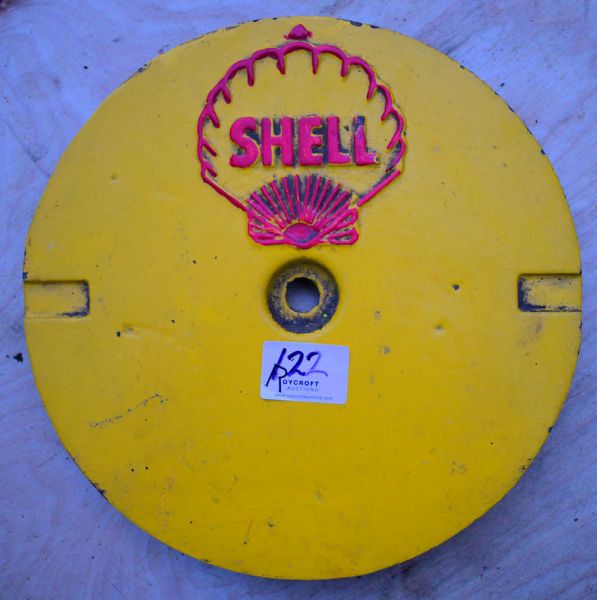 SHELL
122
OYCROFT
AUCTIONS